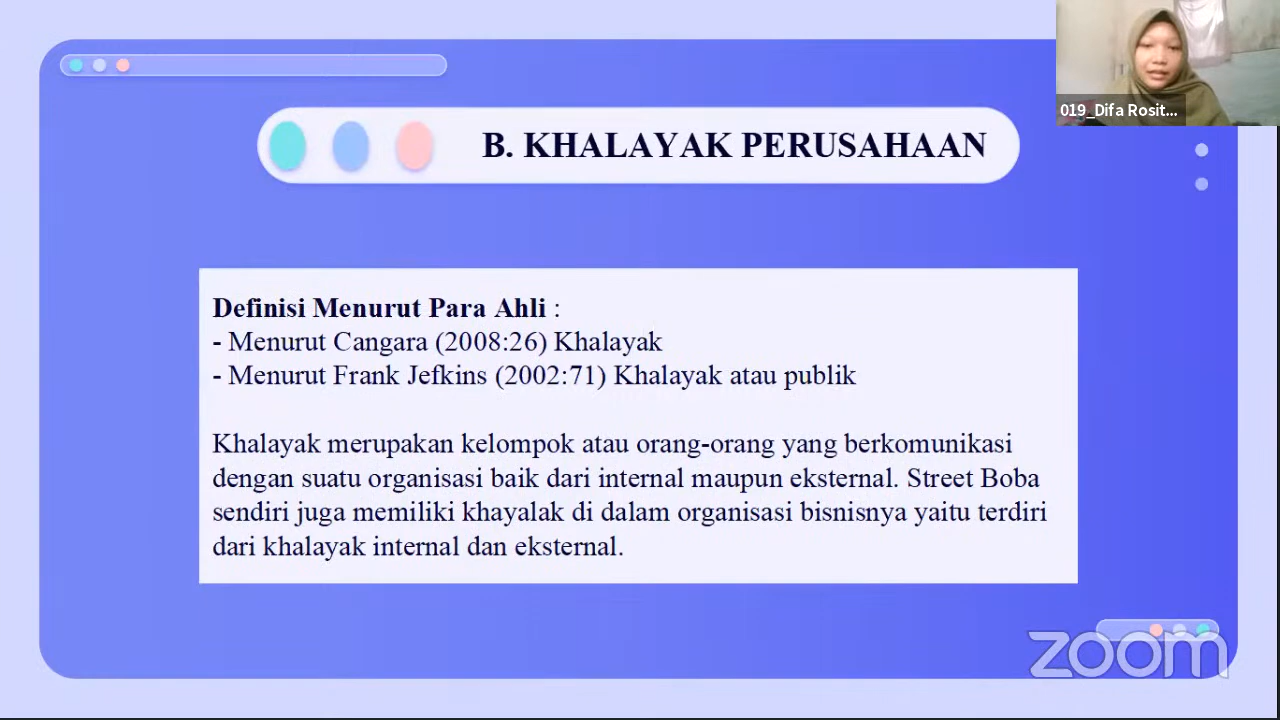 019_Difa Rosit...
B. KHALAYAK PERUSAHAAN
Definisi Menurut Para Ahli :
- Menurut Cangara (2008:26) Khalayak
- Menurut Frank Jefkins (2002:71) Khalayak atau publik
Khalayak merupakan kelompok atau orang-orang yang berkomunikasi
dengan suatu organisasi baik dari internal maupun eksternal. Street Boba
sendiri juga memiliki khayalak di dalam organisasi bisnisnya yaitu terdiri
dari khalayak internal dan eksternal.
zoom